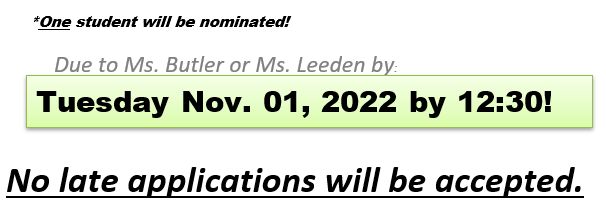 *One student will be nominated!
Due to Ms. Butler or Ms. Leeden by:
Tuesday Nov. 01, 2022 by 12:30!
No late applications will be accepted.